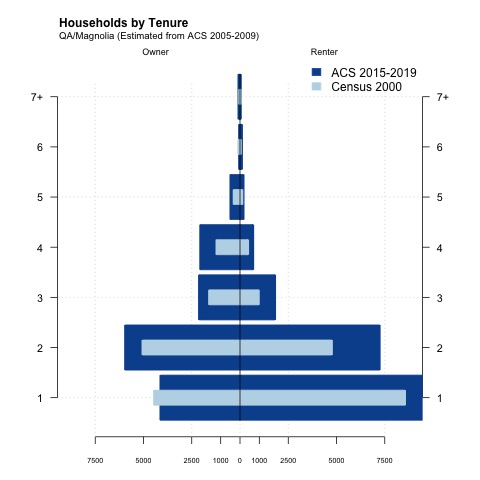 Households by Tenure
QA/Magnolia (Estimated from ACS 2005-2009)
Owner Renter
ACS 2015-2019
Census 2000
7+ 7+
6 6
5 5
4 4
3 3
2 2
1 1
7500 5000 2500 1000 0 1000 2500 5000 7500